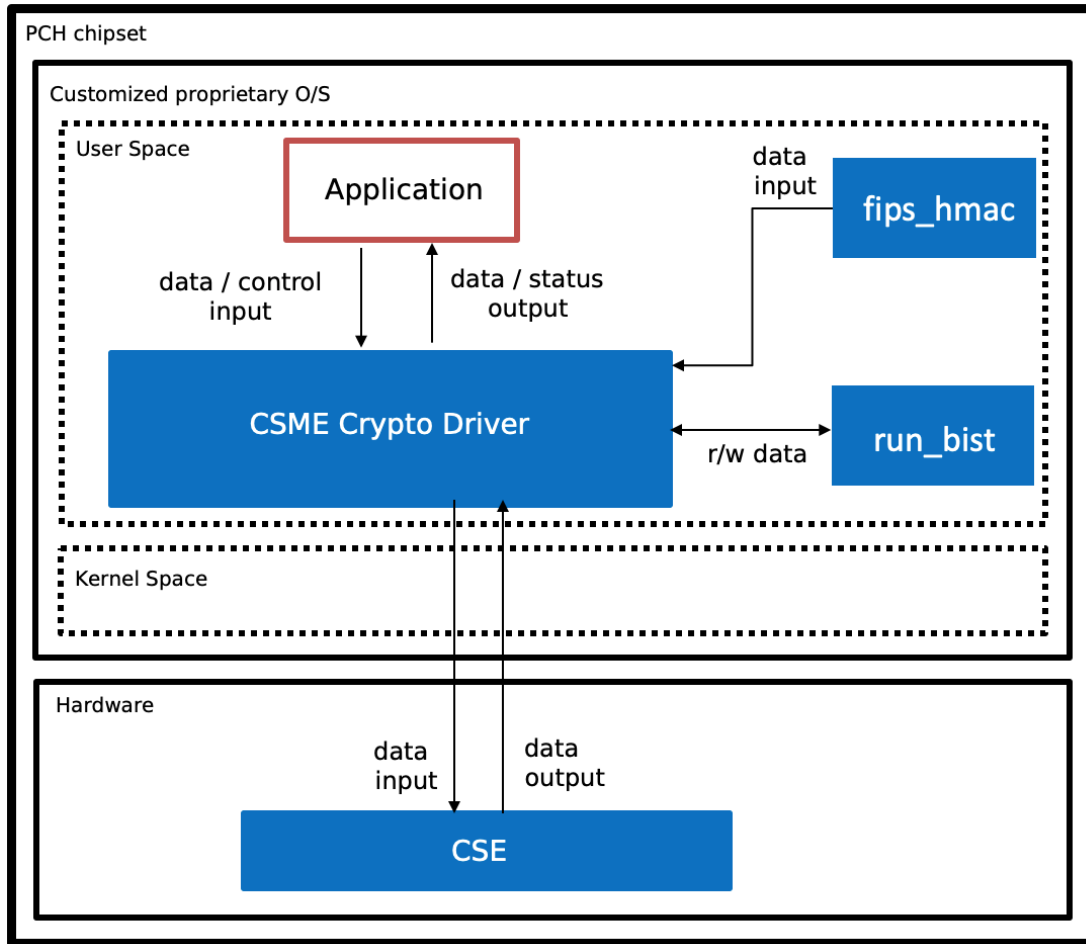 PCH chipset
Customized proprietary O/S
User Space
Application
data
input
fips_hmac
data / control
input
data / status
output
CSME Crypto Driver
r/w data
run_bist
Kernel Space
Hardware
data
input
data
output
CSE